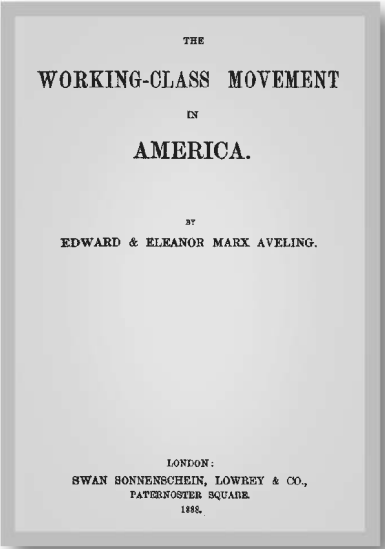 THE
WORKING-CLASS MOVEMENT
IN
AMERICA.
BY
EDWARD & ELEANOR MARX AVELING.
LONDON:
SWAN SONNENSCHEIN, LOWREY & CO.,
PATERNOSTER SQUARE.
1888.